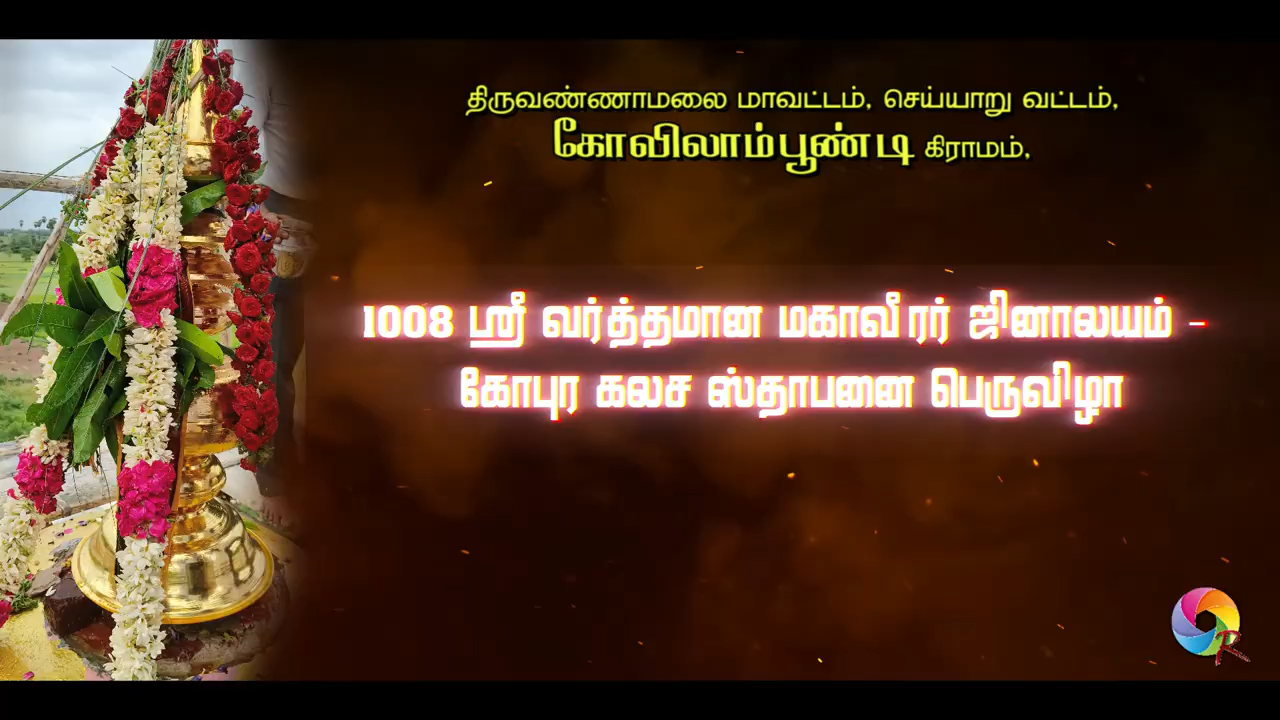 திருவண்ணாமலை மாவட்டம், செய்யாறு வட்டம்,
கோவிலாம்பூண்டி கிராமம்,
1008 ஸ்ரீ வர்த்தமான மகாவீரர் ஜினாலயம் -
கோபுர கலச ஸ்தாபனை பெருவிழா